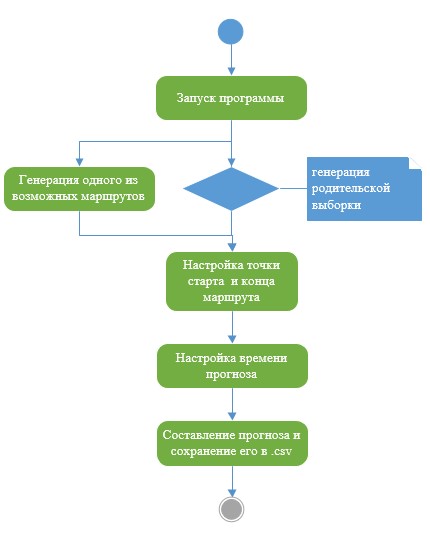 Запуск программы
Генерация одного из
возможных маршрутов
генерация
родительской
выборки
Настройка точки
старта и конца
маршрута
Настройка времени
прогноза
Составление прогноза и
сохранение его в .csv